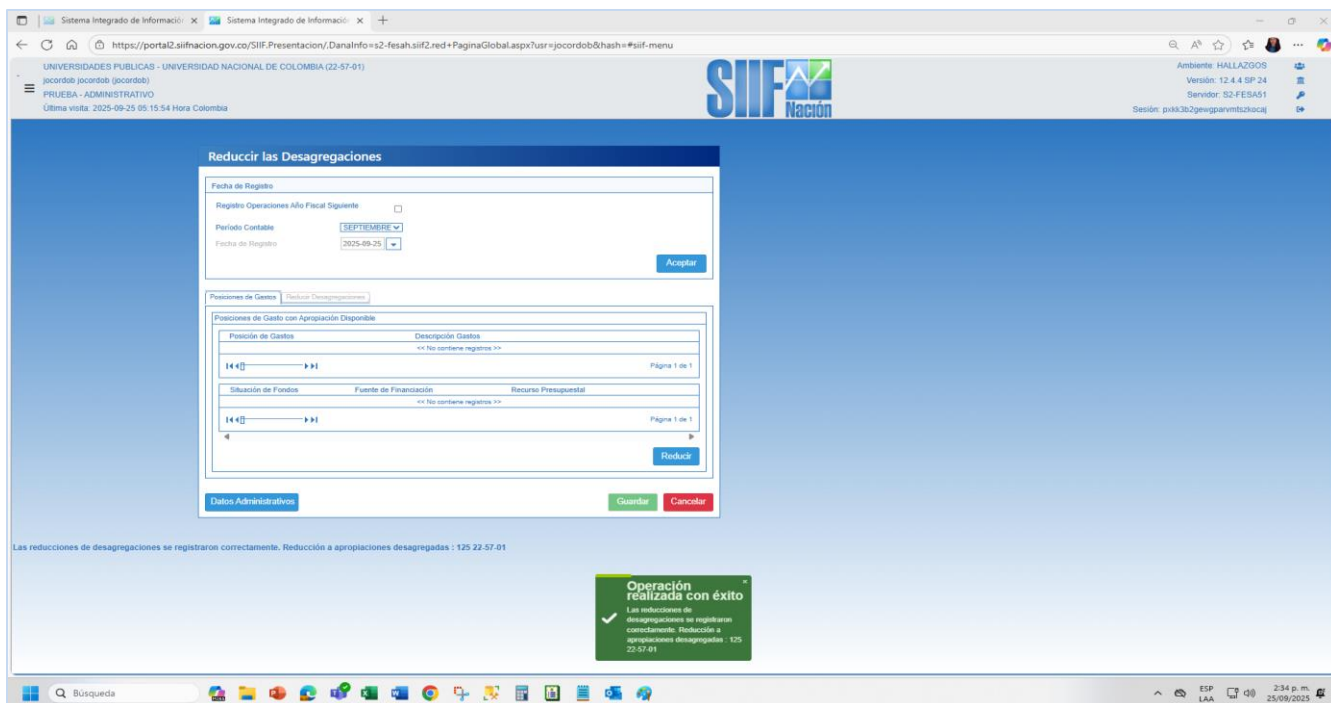 Sistema Integrado de Información
Sistema Integrado de Informació
https://portal2.siifnacion.gov.co/SIIF.Presentacion/,DanaInfo=s2-fesah.siif2.red+PaginaGlobal.aspx?usr=jocordob&hash=#siif-menu
UNIVERSIDADES PUBLICAS - UNIVERSIDAD NACIONAL DE COLOMBIA (22-57-01)
jocordob jocordob (jocordob)
PRUEBA - ADMINISTRATIVO
Última visita: 2025-09-25 05:15:54 Hora Colombia
SIIF Nación
Ambiente: HALLAZGOS
Versión: 12.4.4 SP 24
Servidor: S2-FESA51
Sesión:
Reduccir las Desagregaciones
Fecha de Registro
Registro Operaciones Año Fiscal Siguiente
Período Contable SEPTIEMBRE
Fecha de Registro 2025-09-25
Aceptar
Posiciones de Gastos Reducir Desagregaciones
Posiciones de Gasto con Apropiación Disponible
Posición de Gastos Descripción Gastos
<< No contiene registros >>
Página 1 de 1
Situación de Fondos Fuente de Financiación Recurso Presupuestal
<< No contiene registros >>
Página 1 de 1
Reducir
Datos Administrativos Guardar Cancelar
Las reducciones de desagregaciones se registraron correctamente. Reducción a apropiaciones desagregadas : 125 22-57-01
Operación
realizada con éxito
Las reducciones de
desagregaciones se registraron
correctamente. Reducción a
apropiaciones desagregadas : 125
22-57-01
Búsqueda
ESP
LAA
2:34 p. m.
25/09/2025